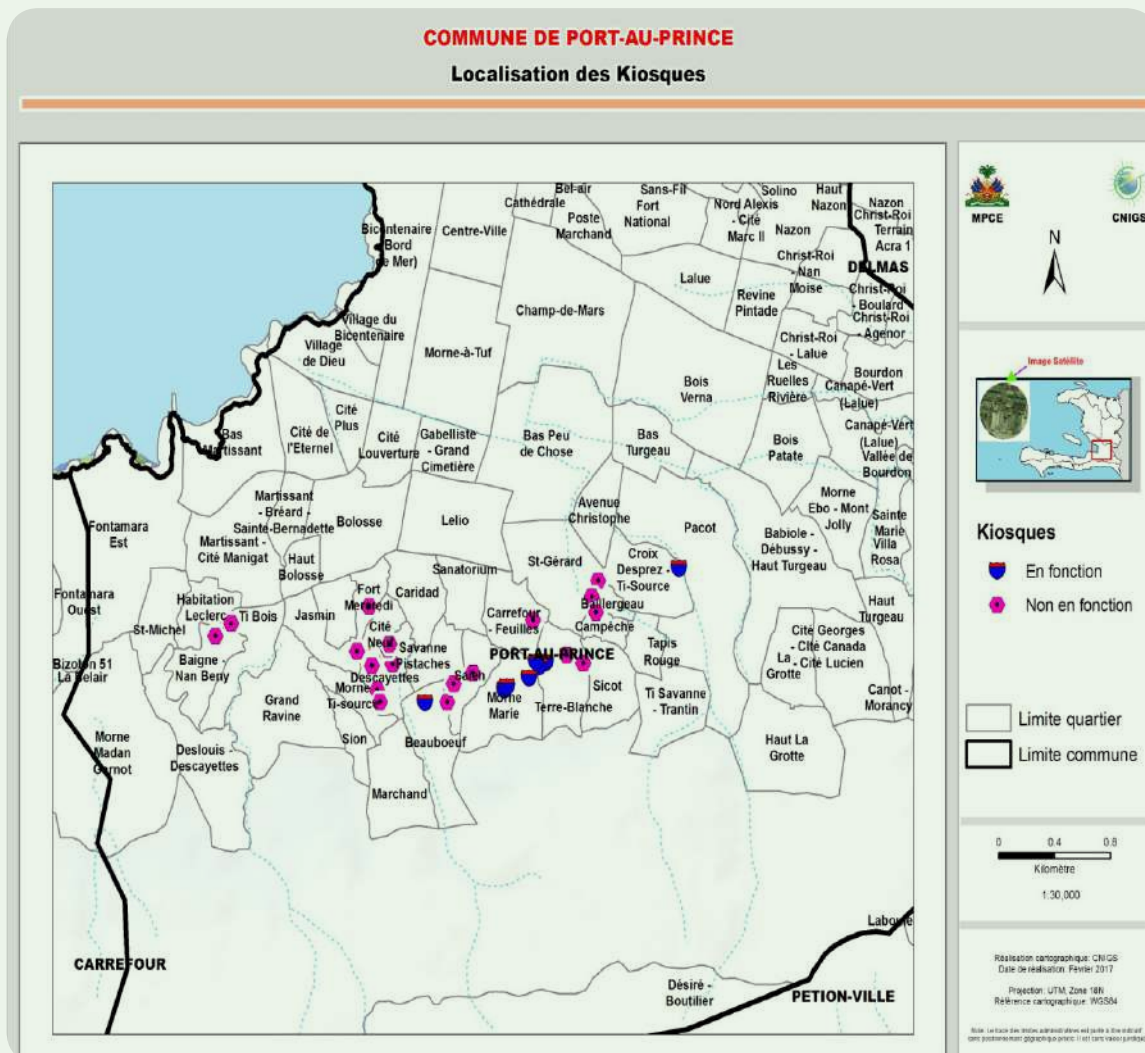 COMMUNE DE PORT-AU-PRINCE
Localisation des Kiosques
MPCE
CNIGS
N
Image Satéllite
Kiosques
En fonction
Non en fonction
Limite quartier
Limite commune
0 0.4 0.8
Kilomètre
1:30,000
Réalisation cartographique: CNIGS
Date de réalisation: Février 2017
Projection: UTM, Zone 18N
Référence cartographique: WGS84
Bel-air
Cathédrale
Poste
Marchand
Sans-Fil
Fort
National
Solino
Nord Alexis
- Cité
Marc II
Haut
Nazon
Nazon
Nazon
Christ-Roi
Terrain
Acra 1
Bicentenaire
Bord
de Mer)
Centre-Ville
Christ-Roi
- Nan
Moise
DELMAS
Lalue
Revine
Pintade
Christ-Roi
- Boulard
Christ-Roi
- Agenor
Champ-de-Mars
Village du
Bicentenaire
Village
de Dieu
Morne-à-Tuf
Christ-Roi
- Lalue
Les
Ruelles
Rivière
Bourdon
Canapé-Vert
(Lalue)
Bois
Verna
Cité
Plus
Bas
Martissant
Cité de
l'Eternel
Cité
Louverture
Gabelliste
- Grand
Cimetière
Bas Peu
de Chose
Bas
Turgeau
Bois
Patate
Canapé-Vert
(Lalue)
Vallée de
Bourdon
Martissant
- Bréard -
Sainte-Bernadette
Bolosse
Lelio
Avenue
Christophe
Pacot
Morne
Ebo - Mont
Jolly
Sainte
Marie
Villa
Rosa
Fontamara
Est
Martissant -
Cité Manigat
Haut
Bolosse
Babiole -
Débussy -
Haut Turgeau
Sanatorium
St-Gérard
Croix
Desprez -
Ti-Source
Fontamara
Ouest
Habitation
Leclerc
Ti Bois
Jasmin
Fort
Mercredi
Caridad
Carrefour
- Feuilles
Baillergeau
Campêche
Haut
Turgeau
St-Michel
Cité
Savanne
Pistaches
PORT-AU-PRINCE
Tapis
Rouge
Cité Georges
- Cité Canada
- Cité Lucien
La
Grotte
Bizoton 51
La Belair
Baigne -
Nan Beny
Descayettes
Grand
Ravine
Morne -
Ti-source
Morne
Marie
Sicot
Terre-Blanche
Ti Savanne
- Trantin
Canot -
Morancy
Morne
Madan
Deslouis -
Descayettes
Sion
Beauboeuf
Haut La
Grotte
Marchand
CARREFOUR
Désiré -
Boutilier
PETION-VILLE